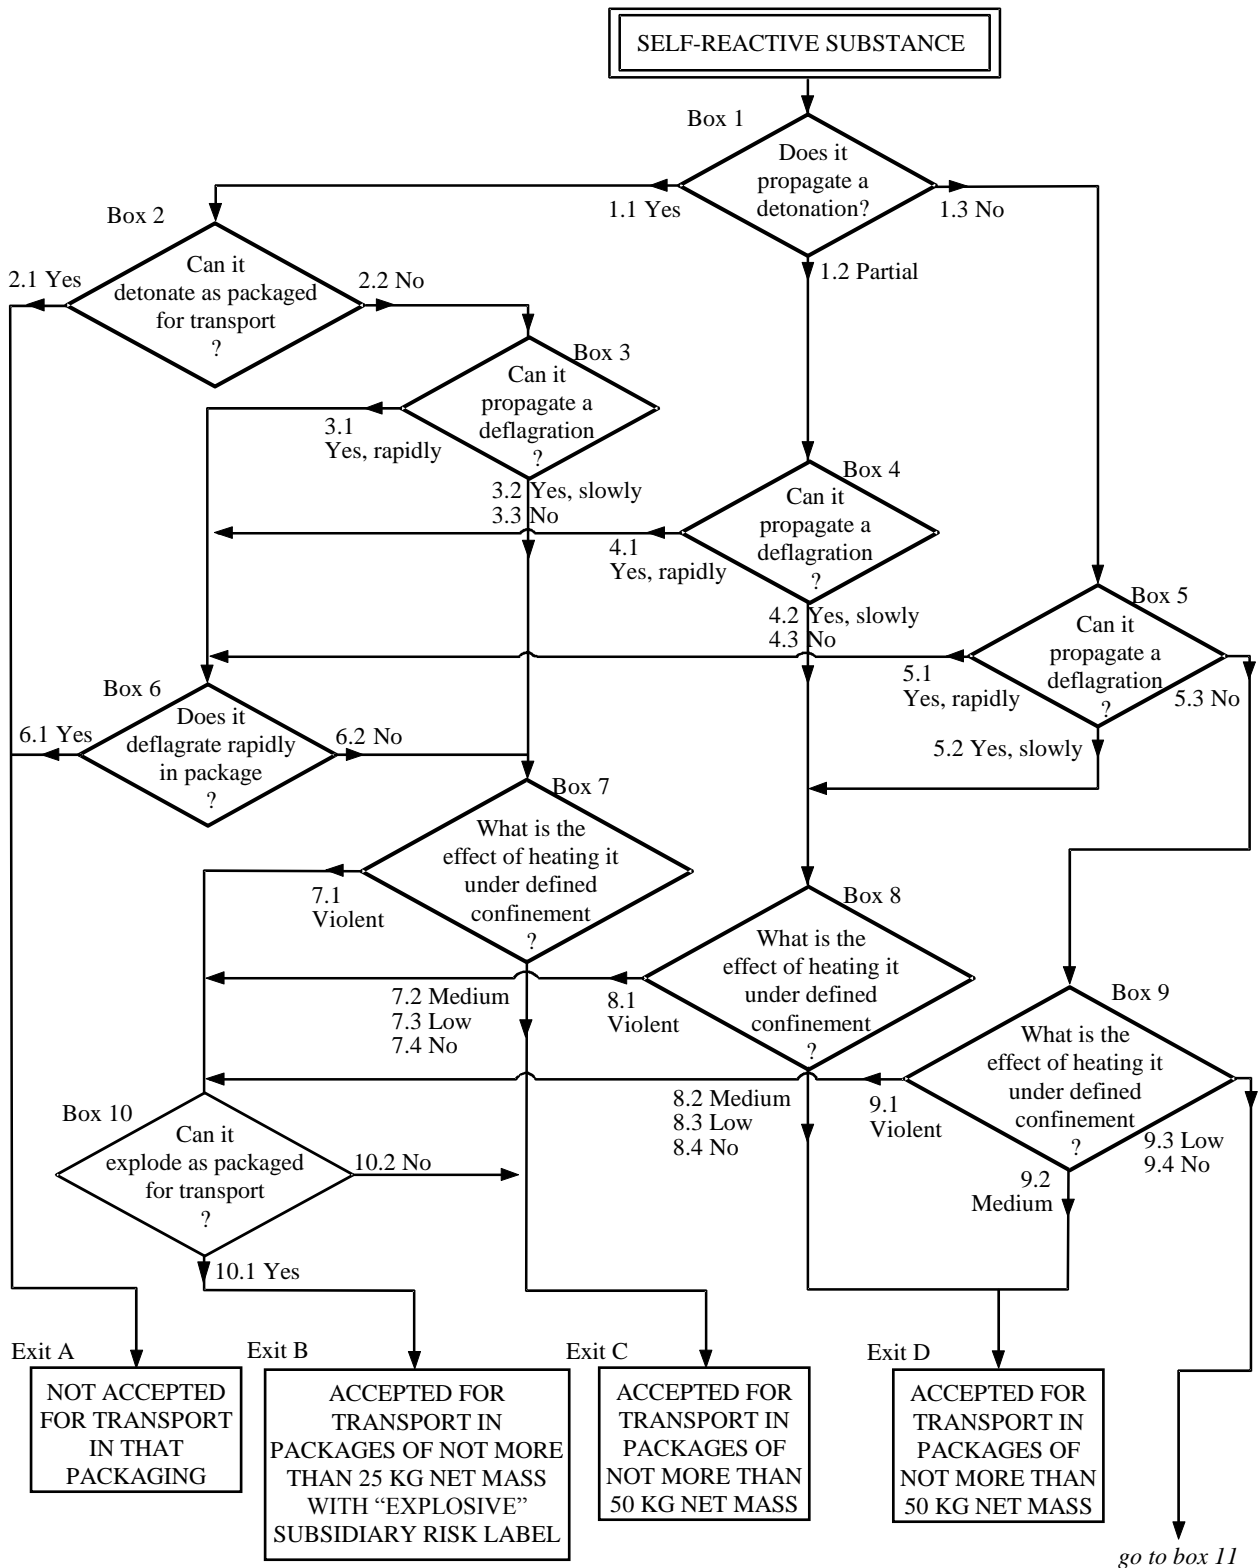 SELF-REACTIVE SUBSTANCE
Box 1
Does it
propagate a
detonation?
1.1 Yes
1.3 No
1.2 Partial
Box 2
Can it
detonate as packaged
for transport
?
2.1 Yes
2.2 No
Box 3
Can it
propagate a
deflagration
?
3.1
Yes, rapidly
3.2 Yes, slowly
3.3 No
Box 4
Can it
propagate a
deflagration
?
4.1
Yes, rapidly
4.2 Yes, slowly
4.3 No
Box 5
Can it
propagate a
deflagration
?
5.1
Yes, rapidly
5.3 No
5.2 Yes, slowly
Box 6
Does it
deflagrate rapidly
in package
?
6.1 Yes
6.2 No
Box 7
What is the
effect of heating it
under defined
confinement
?
7.1
Violent
7.2 Medium
7.3 Low
7.4 No
Box 8
What is the
effect of heating it
under defined
confinement
?
8.1
Violent
8.2 Medium
8.3 Low
8.4 No
Box 9
What is the
effect of heating it
under defined
confinement
?
9.1
Violent
9.3 Low
9.4 No
9.2
Medium
Box 10
Can it
explode as packaged
for transport
?
10.2 No
10.1 Yes
Exit A
NOT ACCEPTED
FOR TRANSPORT
IN THAT
PACKAGING
Exit B
ACCEPTED FOR
TRANSPORT IN
PACKAGES OF NOT MORE
THAN 25 KG NET MASS
WITH “EXPLOSIVE”
SUBSIDIARY RISK LABEL
Exit C
ACCEPTED FOR
TRANSPORT IN
PACKAGES OF
NOT MORE THAN
50 KG NET MASS
Exit D
ACCEPTED FOR
TRANSPORT IN
PACKAGES OF
NOT MORE THAN
50 KG NET MASS
go to box 11